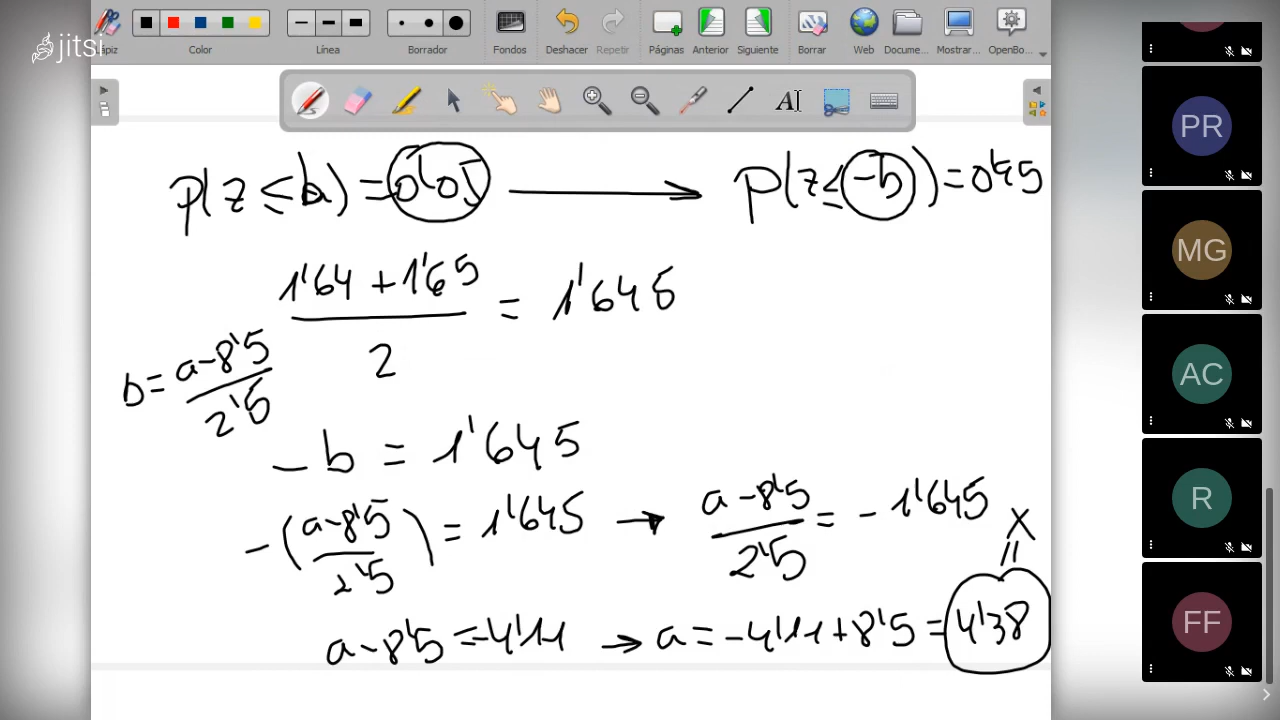 jitsi
Lápiz Color Línea Borrador Fondos Deshacer Repetir Páginas Anterior Siguiente Borrar Web Docume... Mostrar... OpenBo...
p(z ≤ b) = 0'05 → p(z ≤ -b) = 0'95
(1'64 + 1'65)/2 = 1'645
b = (a-8'5)/2'5
-b = 1'645
-((a-8'5)/2'5) = 1'645 → (a-8'5)/2'5 = -1'645
X
=
a-8'5 = -4'11 → a = -4'11 + 8'5 = 4'38
PR
MG
AC
R
FF